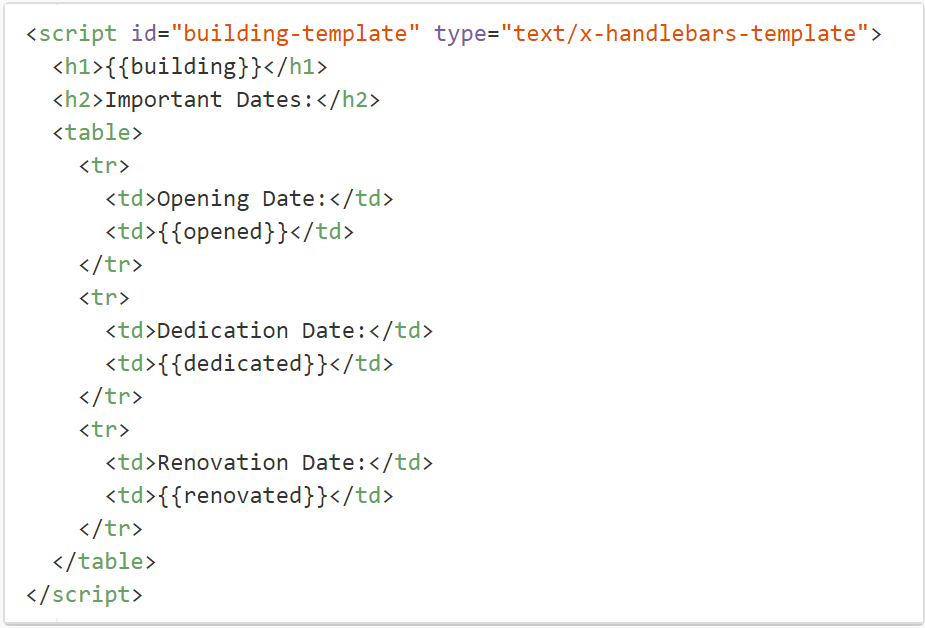 <script id="building-template" type="text/x-handlebars-template">
  <h1>{{building}}</h1>
  <h2>Important Dates:</h2>
  <table>
    <tr>
      <td>Opening Date:</td>
      <td>{{opened}}</td>
    </tr>
    <tr>
      <td>Dedication Date:</td>
      <td>{{dedicated}}</td>
    </tr>
    <tr>
      <td>Renovation Date:</td>
      <td>{{renovated}}</td>
    </tr>
  </table>
</script>